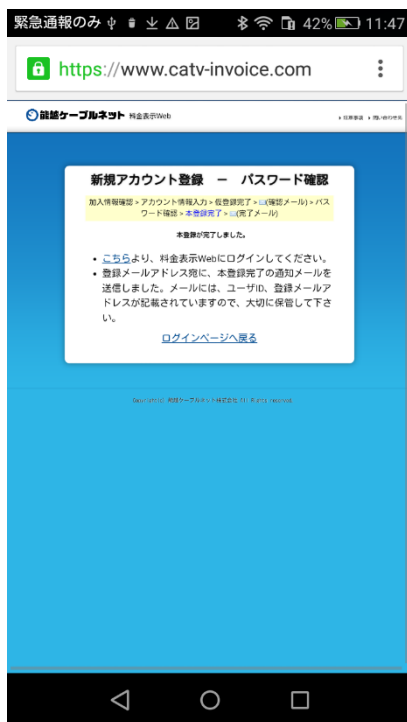 緊急通報のみ 42% 11:47
https://www.catv-invoice.com
能越ケーブルネット 料金表示Web
新規アカウント登録 － パスワード確認
加入情報確認 > アカウント情報入力 > 仮登録完了 > (確認メール) > パス
ワード確認 > 本登録完了 > (完了メール)
本登録が完了しました。
• こちらより、料金表示Webにログインしてください。
• 登録メールアドレス宛に、本登録完了の通知メールを
送信しました。メールには、ユーザID、登録メールア
ドレスが記載されていますので、大切に保管して下さ
い。
ログインページへ戻る